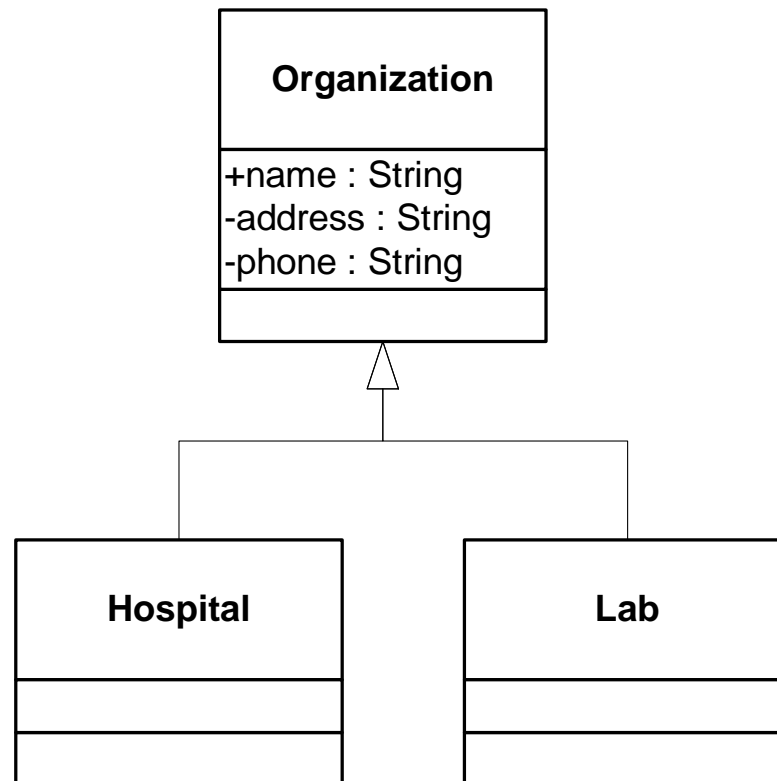 Organization
+name : String
-address : String
-phone : String
Hospital
Lab